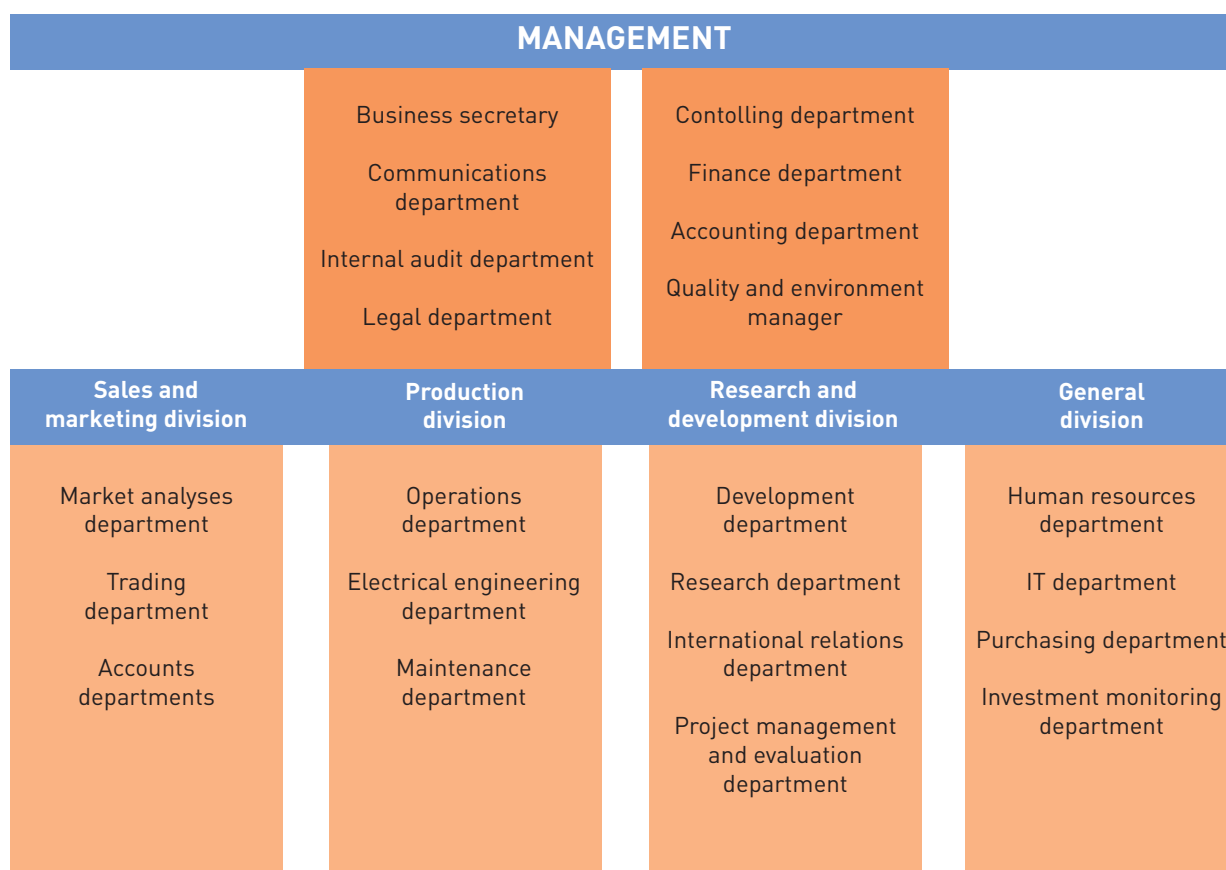 MANAGEMENT
Business secretary
Communications
department
Internal audit department
Legal department
Contolling department
Finance department
Accounting department
Quality and environment
manager
Sales and
marketing division
Production
division
Research and
development division
General
division
Market analyses
department
Trading
department
Accounts
departments
Operations
department
Electrical engineering
department
Maintenance
department
Development
department
Research department
International relations
department
Project management
and evaluation
department
Human resources
department
IT department
Purchasing department
Investment monitoring
department